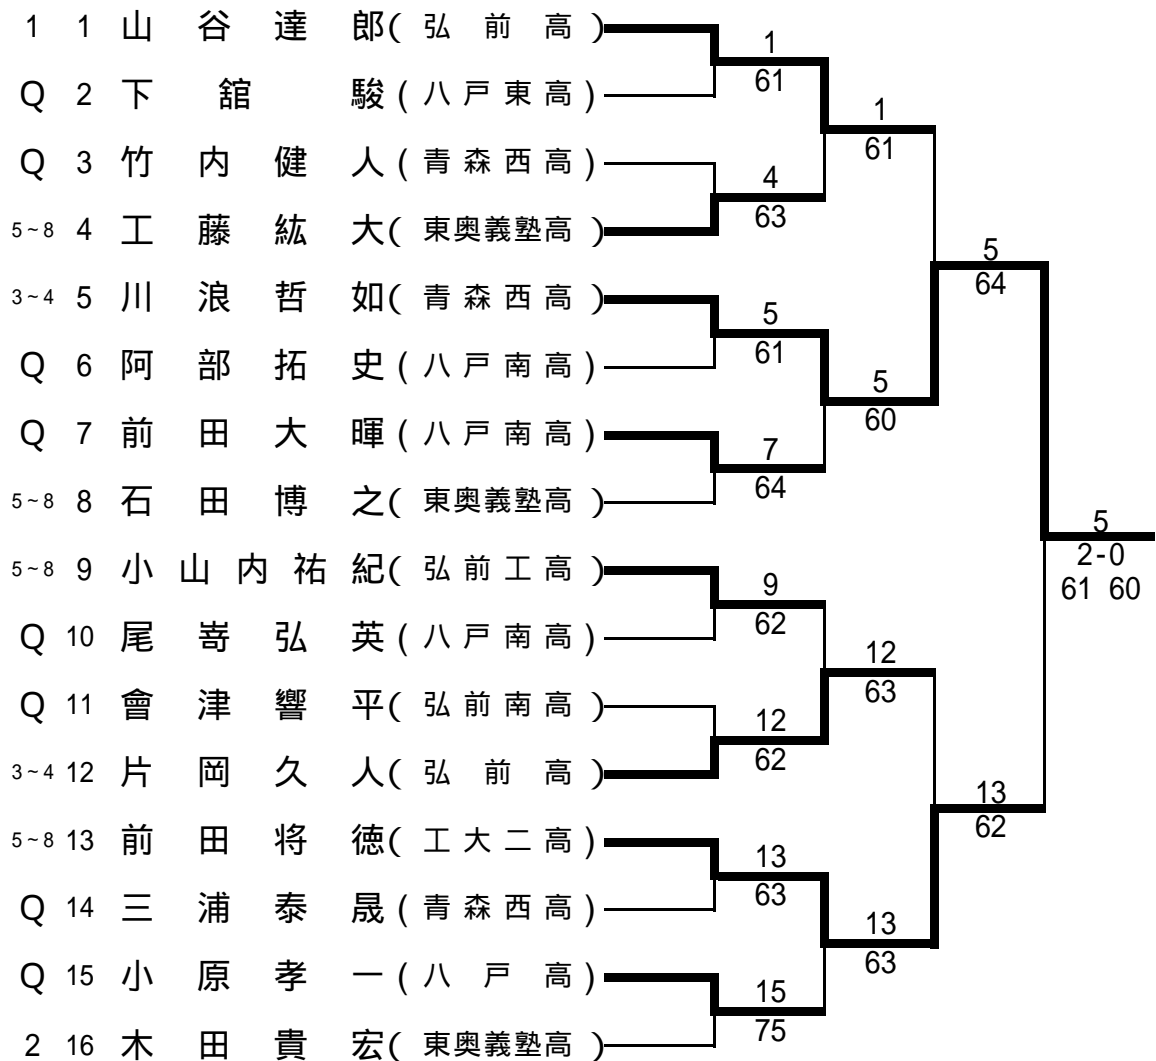 1 1 山谷達郎(弘前高)
1
61
Q 2 下舘駿(八戸東高)
1
61
Q 3 竹内健人(青森西高)
4
63
5~8 4 工藤紘大(東奥義塾高)
5
64
3~4 5 川浪哲如(青森西高)
5
61
Q 6 阿部拓史(八戸南高)
5
60
Q 7 前田大暉(八戸南高)
7
64
5~8 8 石田博之(東奥義塾高)
5
2-0
61 60
5~8 9 小山内祐紀(弘前工高)
9
62
Q 10 尾嵜弘英(八戸南高)
12
63
Q 11 會津響平(弘前南高)
12
62
3~4 12 片岡久人(弘前高)
13
62
5~8 13 前田将徳(工大二高)
13
63
Q 14 三浦泰晟(青森西高)
13
63
Q 15 小原孝一(八戸高)
15
75
2 16 木田貴宏(東奥義塾高)